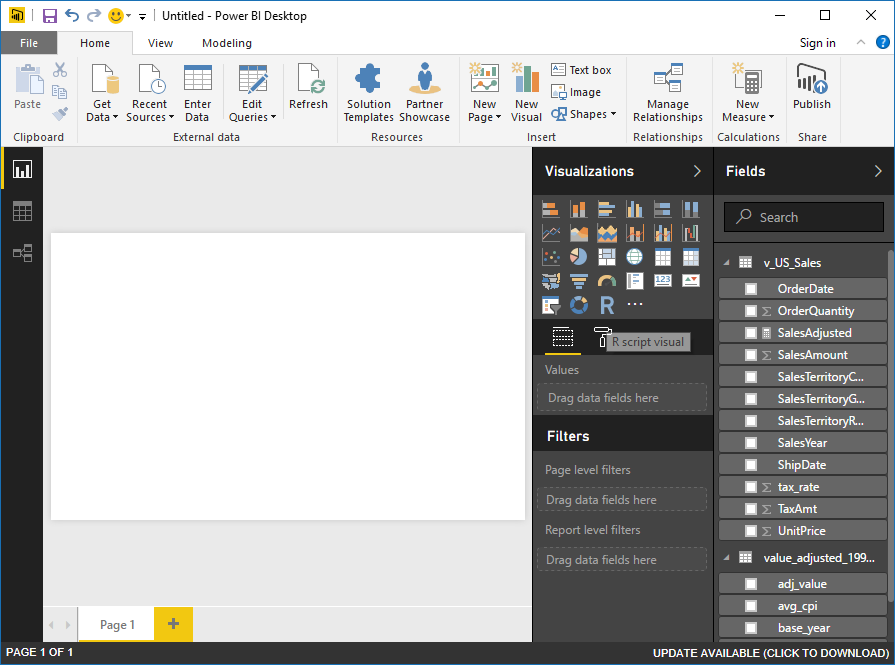 Untitled - Power BI Desktop
File Home View Modeling Sign in ?
Paste
Get Data
Recent Sources
Enter Data
Edit Queries
Refresh
Solution Templates
Partner Showcase
New Page
New Visual
Text box
Image
Shapes
Manage Relationships
New Measure
Publish
Clipboard External data Resources Insert Relationships Calculations Share
Visualizations
123
R
R script visual
Values
Drag data fields here
Filters
Page level filters
Drag data fields here
Report level filters
Drag data fields here
Fields
Search
v_US_Sales
OrderDate
Σ OrderQuantity
SalesAdjusted
Σ SalesAmount
SalesTerritoryC...
SalesTerritoryG...
SalesTerritoryR...
SalesYear
ShipDate
Σ tax_rate
Σ TaxAmt
Σ UnitPrice
value_adjusted_199...
adj_value
avg_cpi
base_year
Page 1 +
PAGE 1 OF 1 UPDATE AVAILABLE (CLICK TO DOWNLOAD)